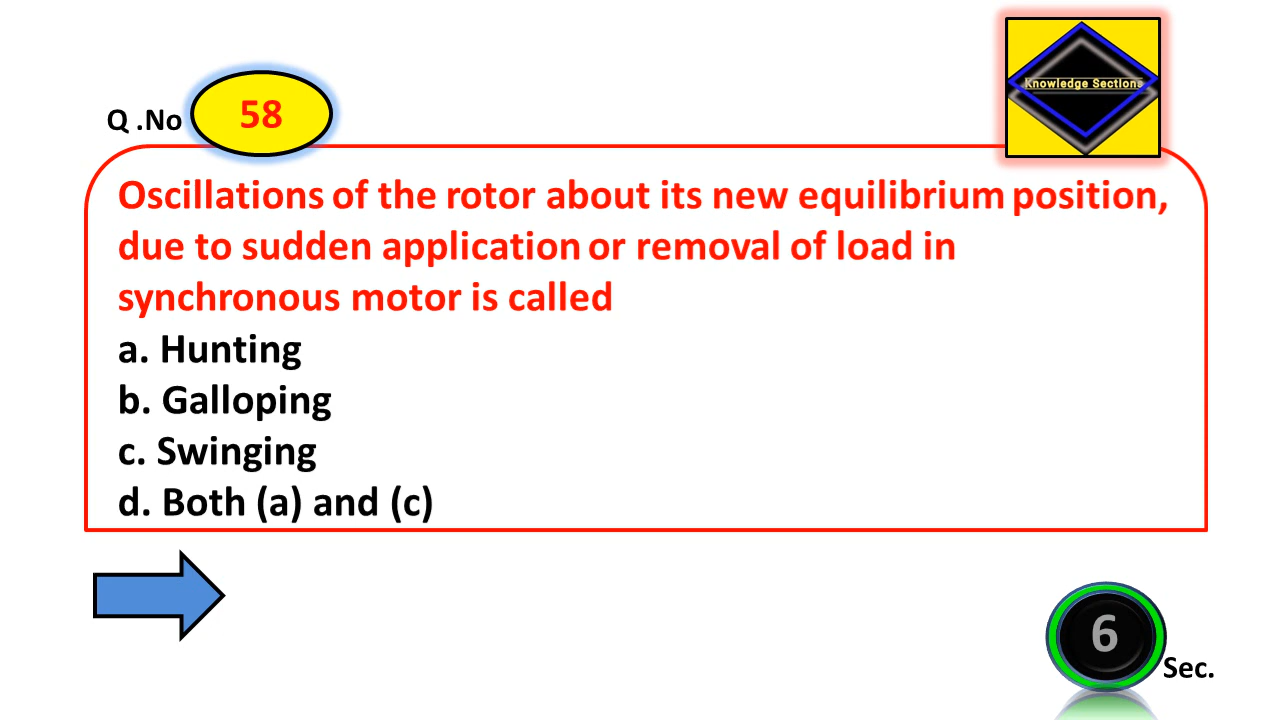 Knowledge Sections
Q .No 58
Oscillations of the rotor about its new equilibrium position,
due to sudden application or removal of load in
synchronous motor is called
a. Hunting
b. Galloping
c. Swinging
d. Both (a) and (c)
6 Sec.